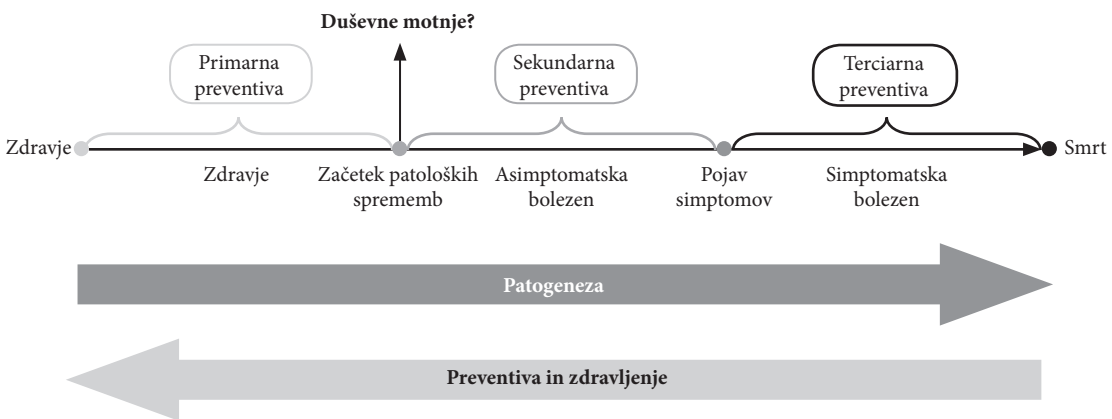 Duševne motnje?
Primarna
preventiva
Sekundarna
preventiva
Terciarna
preventiva
Zdravje
Smrt
Zdravje
Začetek patoloških
sprememb
Asimptomatska
bolezen
Pojav
simptomov
Simptomatska
bolezen
Patogeneza
Preventiva in zdravljenje